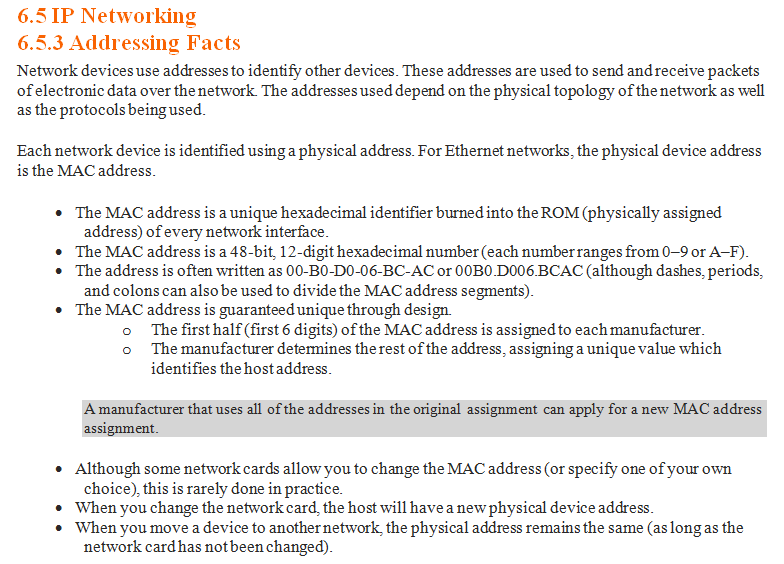 6.5 IP Networking
6.5.3 Addressing Facts
Network devices use addresses to identify other devices. These addresses are used to send and receive packets
of electronic data over the network. The addresses used depend on the physical topology of the network as well
as the protocols being used.
Each network device is identified using a physical address. For Ethernet networks, the physical device address
is the MAC address.
• The MAC address is a unique hexadecimal identifier burned into the ROM (physically assigned
address) of every network interface.
• The MAC address is a 48-bit, 12-digit hexadecimal number (each number ranges from 0–9 or A–F).
• The address is often written as 00-B0-D0-06-BC-AC or 00B0.D006.BCAC (although dashes, periods,
and colons can also be used to divide the MAC address segments).
• The MAC address is guaranteed unique through design.
o The first half (first 6 digits) of the MAC address is assigned to each manufacturer.
o The manufacturer determines the rest of the address, assigning a unique value which
identifies the host address.
A manufacturer that uses all of the addresses in the original assignment can apply for a new MAC address
assignment.
• Although some network cards allow you to change the MAC address (or specify one of your own
choice), this is rarely done in practice.
• When you change the network card, the host will have a new physical device address.
• When you move a device to another network, the physical address remains the same (as long as the
network card has not been changed).